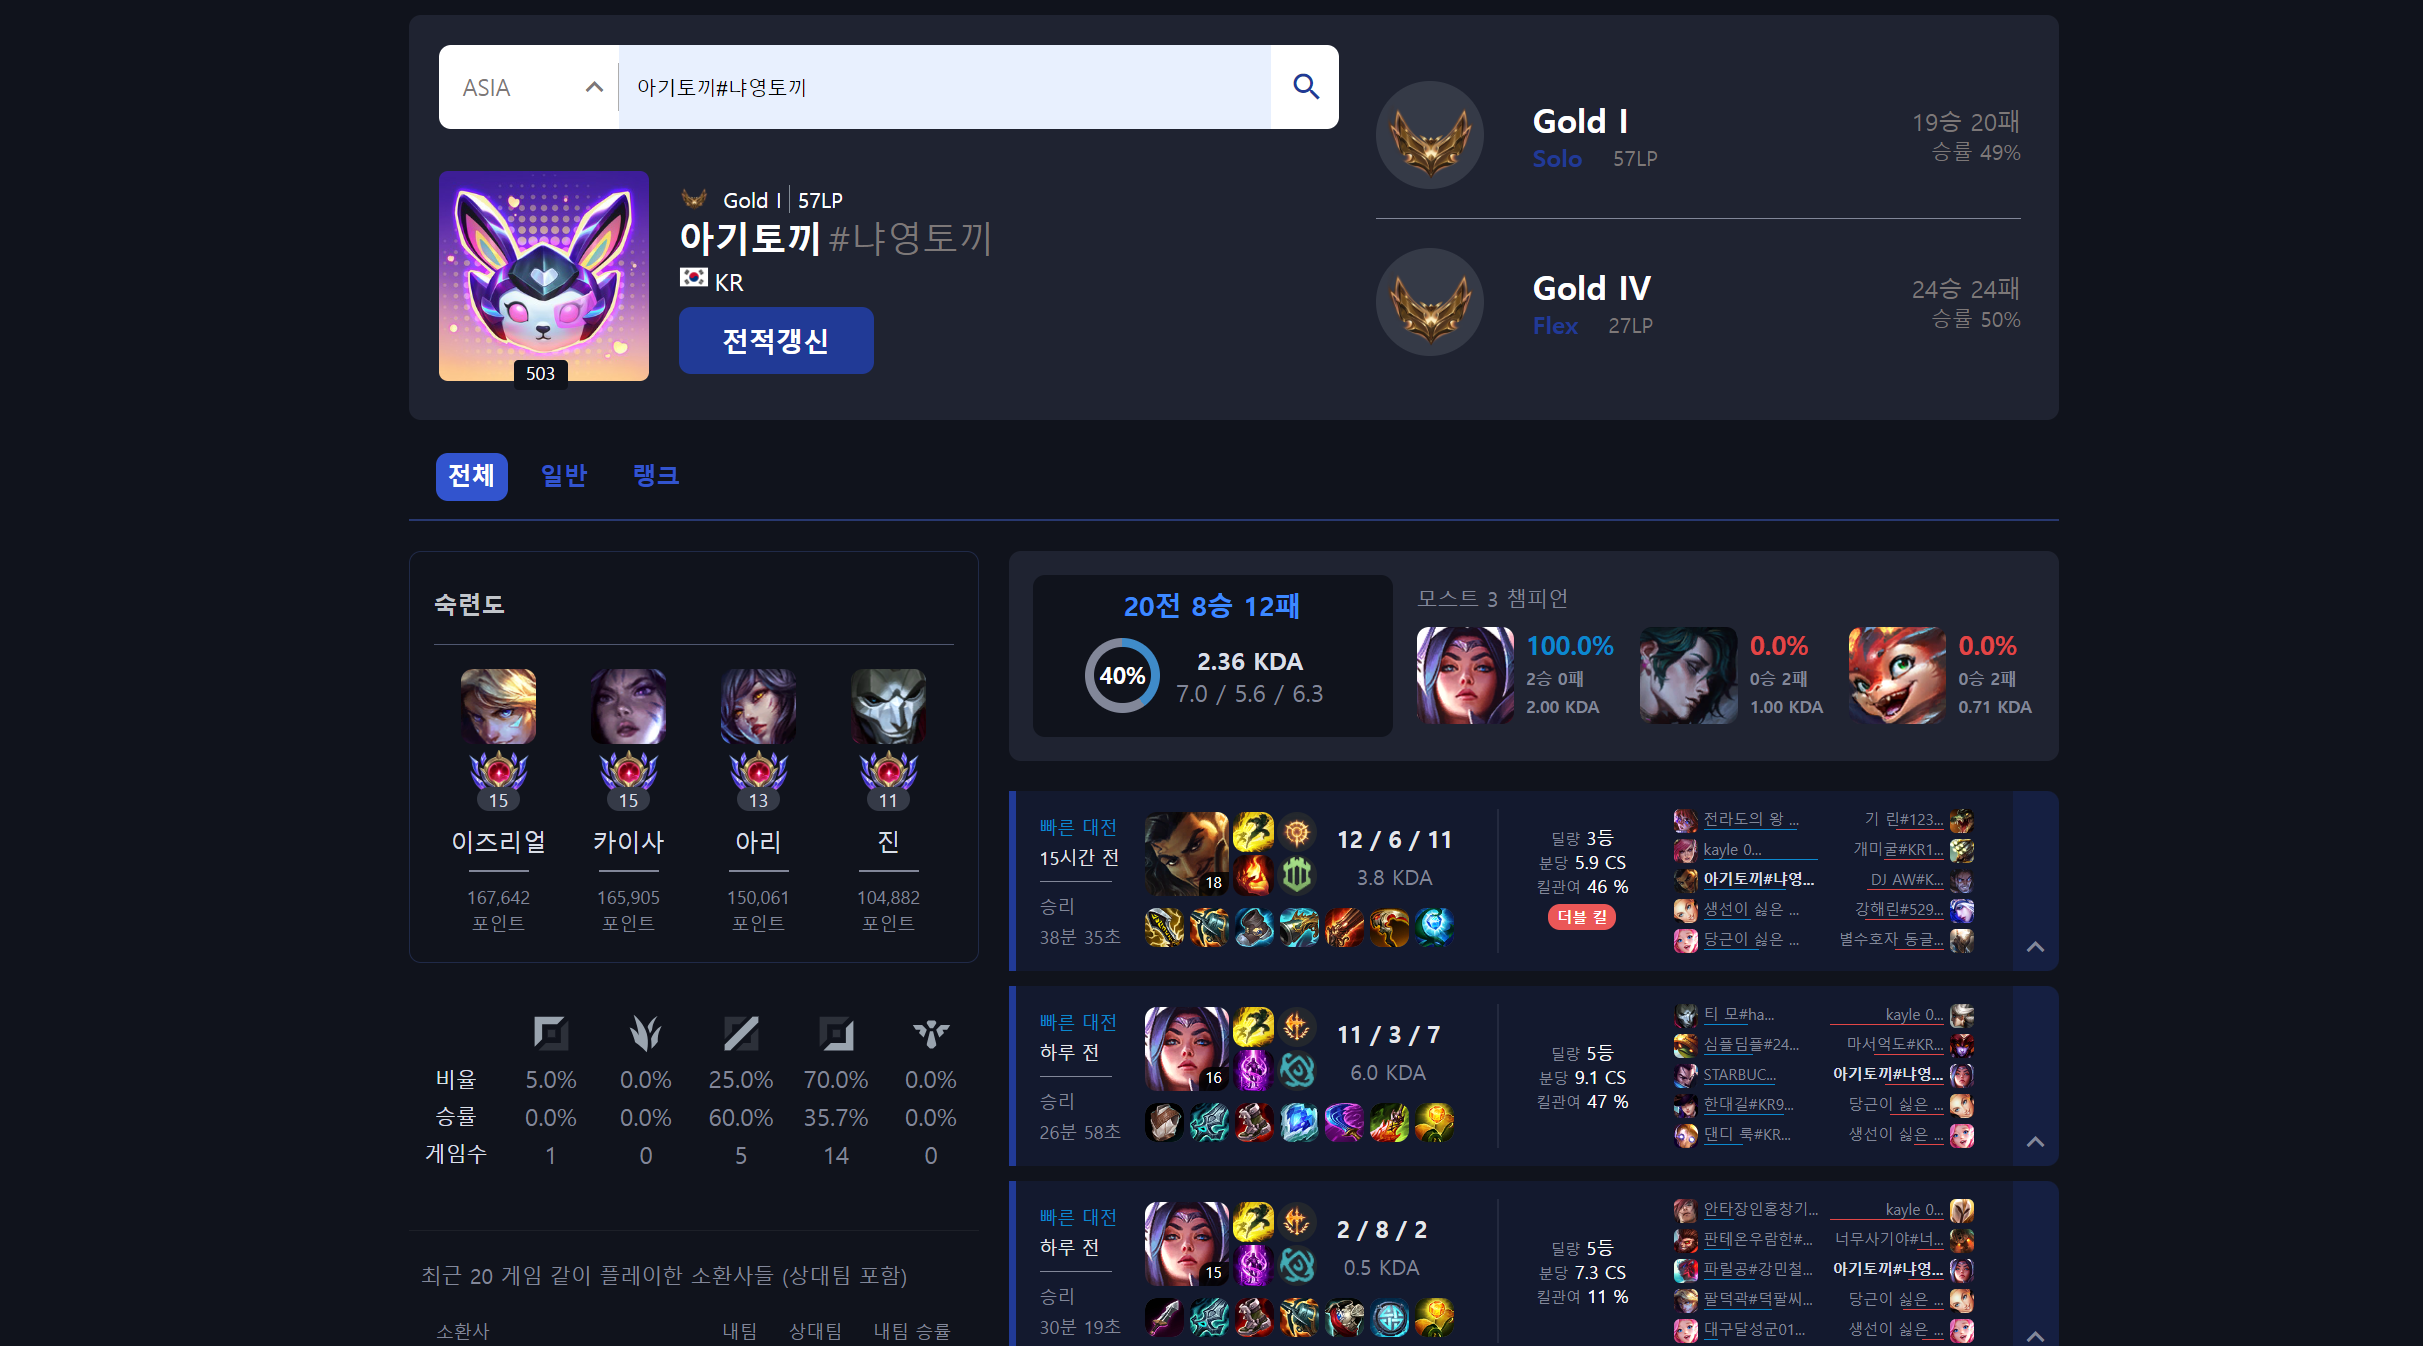 ASIA
아기토끼#냐영토끼
Gold I 57LP
아기토끼 #냐영토끼
KR
전적갱신
503
Gold I
Solo 57LP
19승 20패
승률 49%
Gold IV
Flex 27LP
24승 24패
승률 50%
전체 일반 랭크
숙련도
15 15 13 11
이즈리얼 카이사 아리 진
167,642 165,905 150,061 104,882
포인트 포인트 포인트 포인트
비율 5.0% 0.0% 25.0% 70.0% 0.0%
승률 0.0% 0.0% 60.0% 35.7% 0.0%
게임수 1 0 5 14 0
최근 20 게임 같이 플레이한 소환사들 (상대팀 포함)
소환사 내팀 상대팀 내팀 승률
20전 8승 12패
40%
2.36 KDA
7.0 / 5.6 / 6.3
모스트 3 챔피언
100.0%
2승 0패
2.00 KDA
0.0%
0승 2패
1.00 KDA
0.0%
0승 2패
0.71 KDA
빠른 대전
15시간 전
승리
38분 35초
18
12 / 6 / 11
3.8 KDA
딜량 3등
분당 5.9 CS
킬관여 46 %
더블 킬
전라도의 왕 ... 기 린#123...
kayle 0... 개미굴#KR1...
아기토끼#냐영... DJ AW#K...
생선이 싫은 ... 강해린#529...
당근이 싫은 ... 별수호자 동글...
빠른 대전
하루 전
승리
26분 58초
16
11 / 3 / 7
6.0 KDA
딜량 5등
분당 9.1 CS
킬관여 47 %
티 모#ha... kayle 0...
심플딤플#24... 마서억도#KR...
STARBUC... 아기토끼#냐영...
한대길#KR9... 당근이 싫은 ...
댄디 룩#KR... 생선이 싫은 ...
빠른 대전
하루 전
승리
30분 19초
15
2 / 8 / 2
0.5 KDA
딜량 5등
분당 7.3 CS
킬관여 11 %
안타장인홍창기... kayle 0...
판테온우람한#... 너무사기야#너...
파릴공#강민철... 아기토끼#냐영...
팔덕곽#덕팔씨... 당근이 싫은 ...
대구달성군01... 생선이 싫은 ...